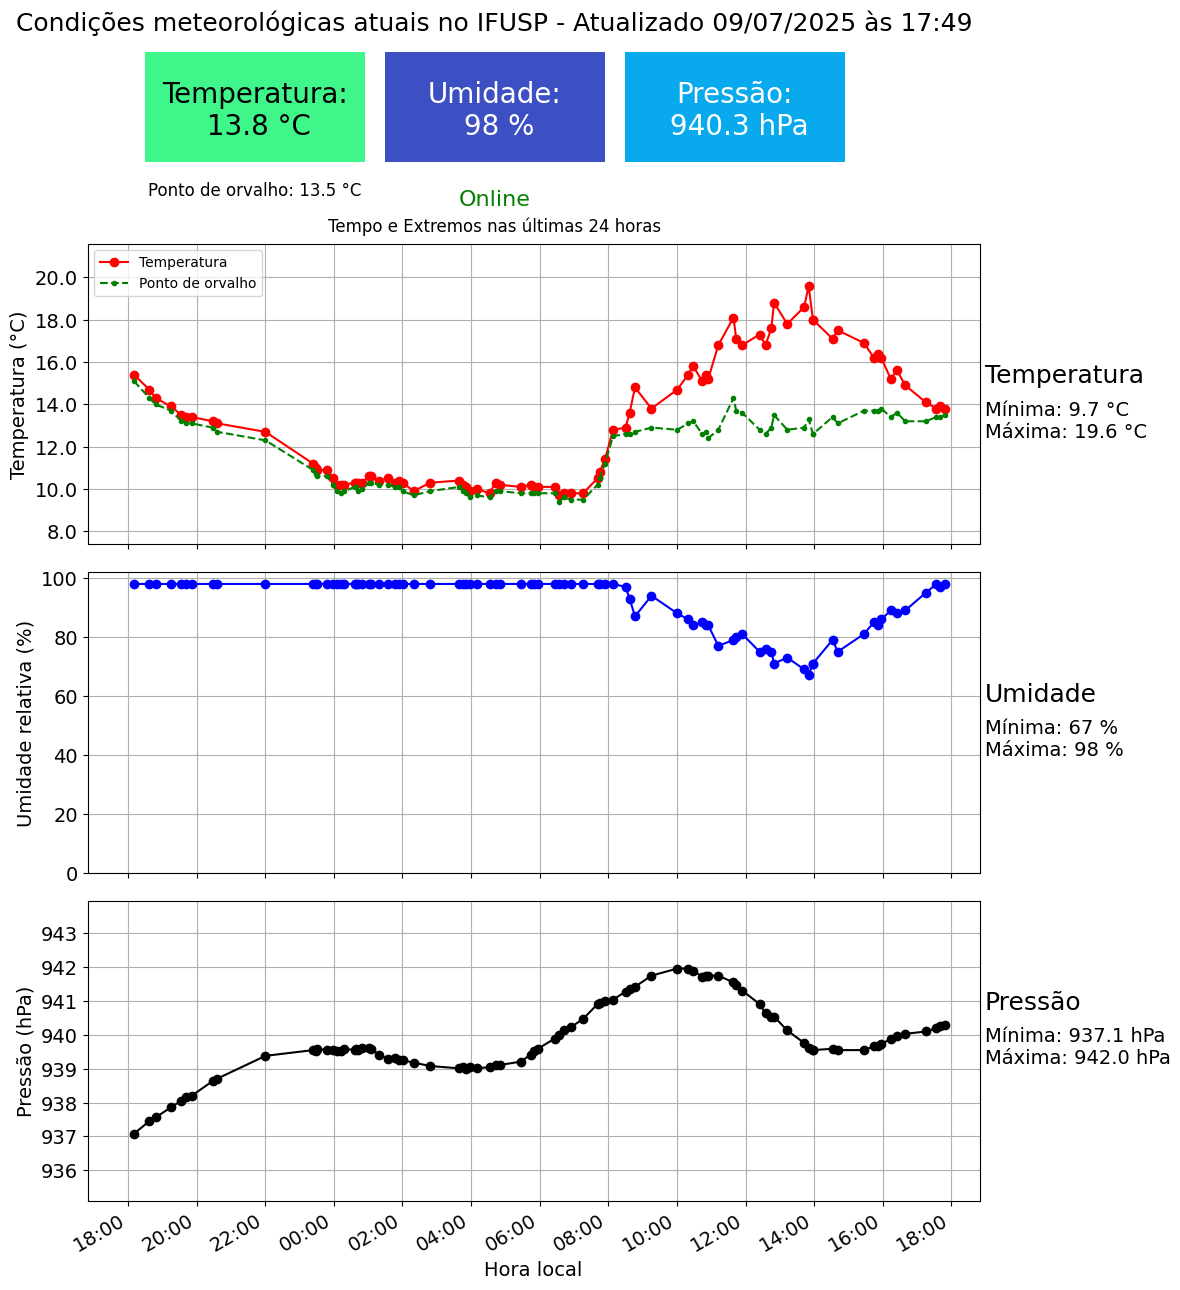 Condições meteorológicas atuais no IFUSP - Atualizado 09/07/2025 às 17:49
Temperatura:
13.8 °C
Umidade:
98 %
Pressão:
940.3 hPa
Ponto de orvalho: 13.5 °C
Online
Tempo e Extremos nas últimas 24 horas
Temperatura
Ponto de orvalho
Temperatura (°C)
20.0
18.0
16.0
14.0
12.0
10.0
8.0
Temperatura
Mínima: 9.7 °C
Máxima: 19.6 °C
Umidade relativa (%)
100
80
60
40
20
0
Umidade
Mínima: 67 %
Máxima: 98 %
Pressão (hPa)
943
942
941
940
939
938
937
936
Pressão
Mínima: 937.1 hPa
Máxima: 942.0 hPa
18:00 20:00 22:00 00:00 02:00 04:00 06:00 08:00 10:00 12:00 14:00 16:00 18:00
Hora local